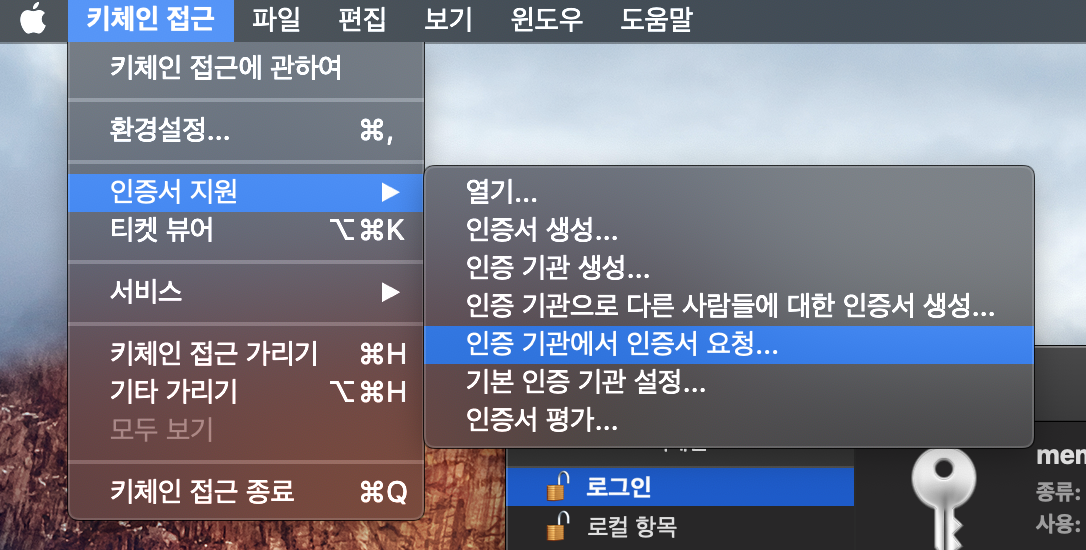 키체인 접근 파일 편집 보기 윈도우 도움말
키체인 접근에 관하여
환경설정... ⌘,
인증서 지원 ▶
티켓 뷰어 ⌥⌘K
서비스 ▶
키체인 접근 가리기 ⌘H
기타 가리기 ⌥⌘H
모두 보기
키체인 접근 종료 ⌘Q
열기...
인증서 생성...
인증 기관 생성...
인증 기관으로 다른 사람들에 대한 인증서 생성...
인증 기관에서 인증서 요청...
기본 인증 기관 설정...
인증서 평가...
로그인
로컬 항목
종류:
사용: